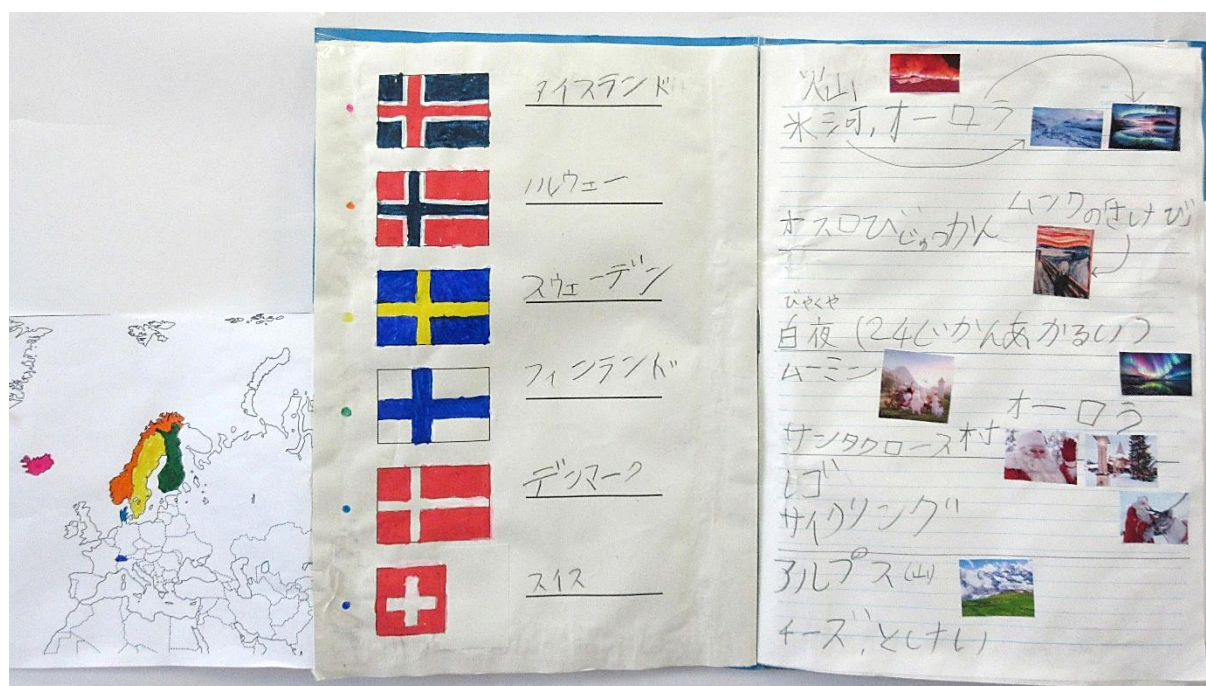 アイスランド
ノルウェー
スウェーデン
フィンランド
デンマーク
スイス
火山
氷河,オーロラ
オスロびじゅつかん
ムンクのさけび
びゃくや
白夜(24じかんあかるい)
ムーミン
オーロラ
サンタクロース村
レゴ
サイクリング
アルプス(山)
チーズ,とけい